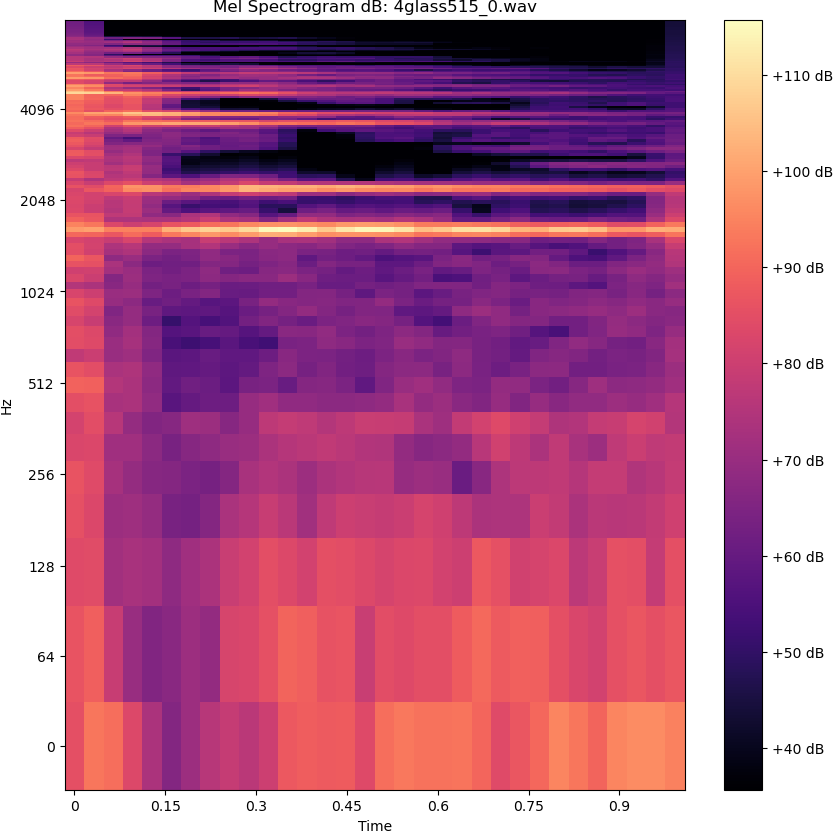 Mel Spectrogram dB: 4glass515_0.wav
4096
2048
1024
512
256
128
64
0
Hz
0
0.15
0.3
0.45
0.6
0.75
0.9
Time
+110 dB
+100 dB
+90 dB
+80 dB
+70 dB
+60 dB
+50 dB
+40 dB